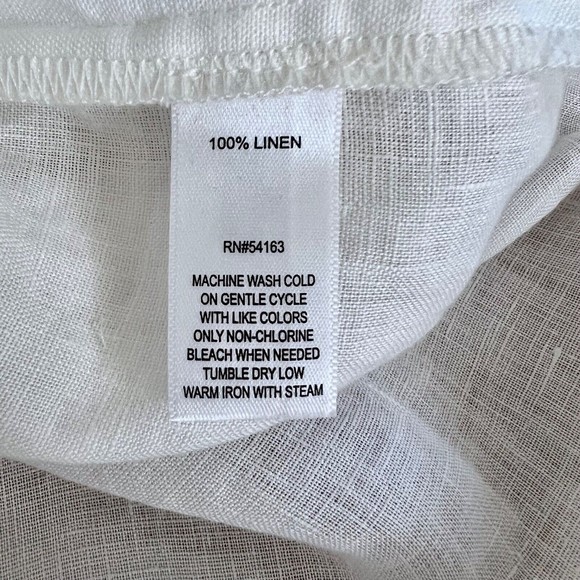 100% LINEN
RN#54163
MACHINE WASH COLD
ON GENTLE CYCLE
WITH LIKE COLORS
ONLY NON-CHLORINE
BLEACH WHEN NEEDED
TUMBLE DRY LOW
WARM IRON WITH STEAM